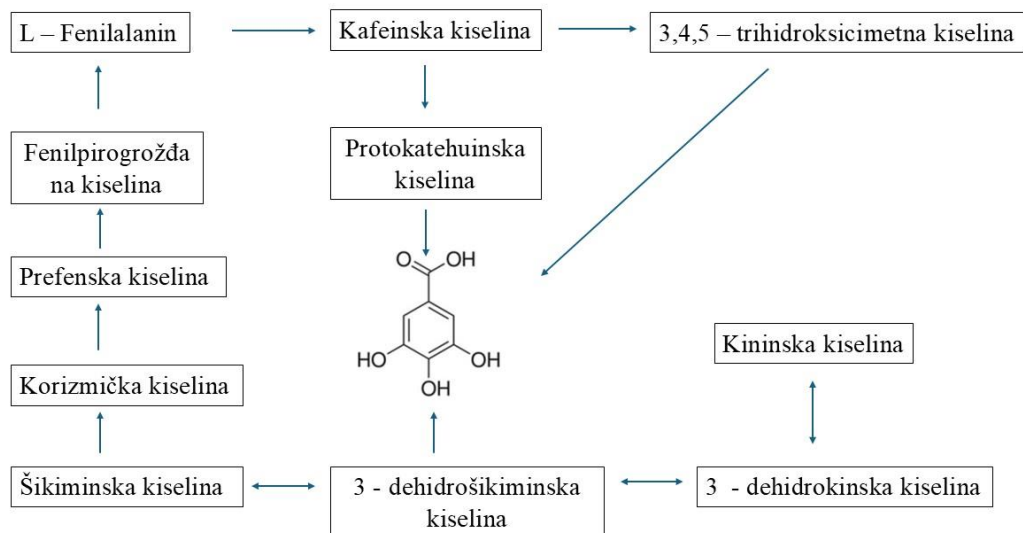 L – Fenilalanin
Kafeinska kiselina
3,4,5 – trihidroksicimetna kiselina
Fenilpirogrožđa
na kiselina
Protokatehuinska
kiselina
O
OH
Prefenska kiselina
HO
OH
OH
Kininska kiselina
Korizmička kiselina
Šikiminska kiselina
3 - dehidrošikiminska
kiselina
3 - dehidrokinska kiselina